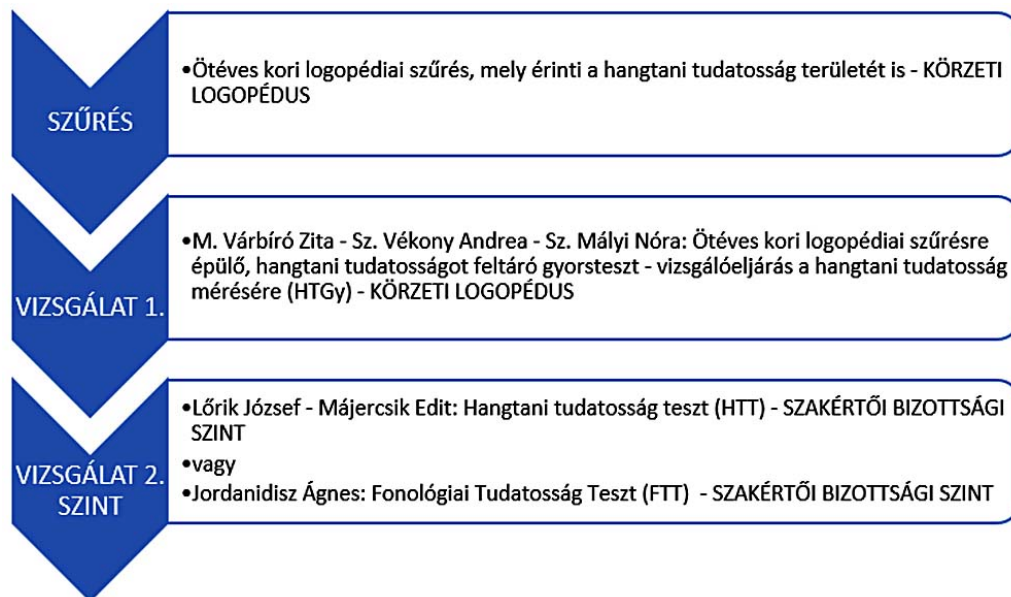 SZŰRÉS
•Ötéves kori logopédiai szűrés, mely érinti a hangtani tudatosság területét is - KÖRZETI
LOGOPÉDUS
VIZSGÁLAT 1.
•M. Várbíró Zita - Sz. Vékony Andrea - Sz. Mályi Nóra: Ötéves kori logopédiai szűrésre
épülő, hangtani tudatosságot feltáró gyorsteszt - vizsgálóeljárás a hangtani tudatosság
mérésére (HTGy) - KÖRZETI LOGOPÉDUS
VIZSGÁLAT 2.
SZINT
•Lőrik József - Májercsik Edit: Hangtani tudatosság teszt (HTT) - SZAKÉRTŐI BIZOTTSÁGI
SZINT
•vagy
•Jordanidisz Ágnes: Fonológiai Tudatosság Teszt (FTT) - SZAKÉRTŐI BIZOTTSÁGI SZINT